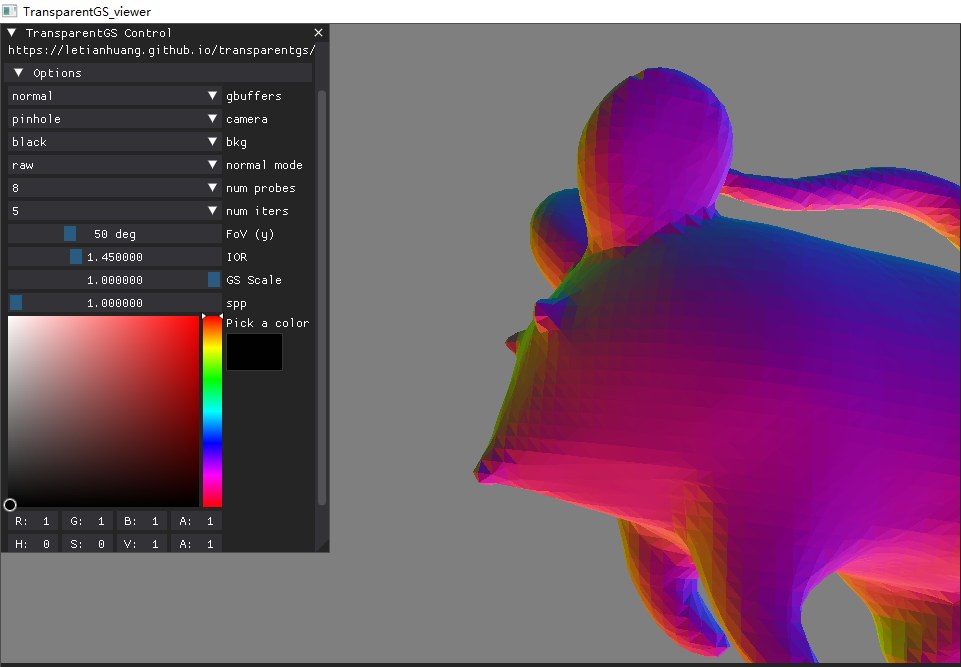 TransparentGS_viewer
TransparentGS Control
https://letianhuang.github.io/transparentgs/
Options
normal gbuffers
pinhole camera
black bkg
raw normal mode
8 num probes
5 num iters
50 deg FoV (y)
1.450000 IOR
1.000000 GS Scale
1.000000 spp
Pick a color
R: 1 G: 1 B: 1 A: 1
H: 0 S: 0 V: 1 A: 1